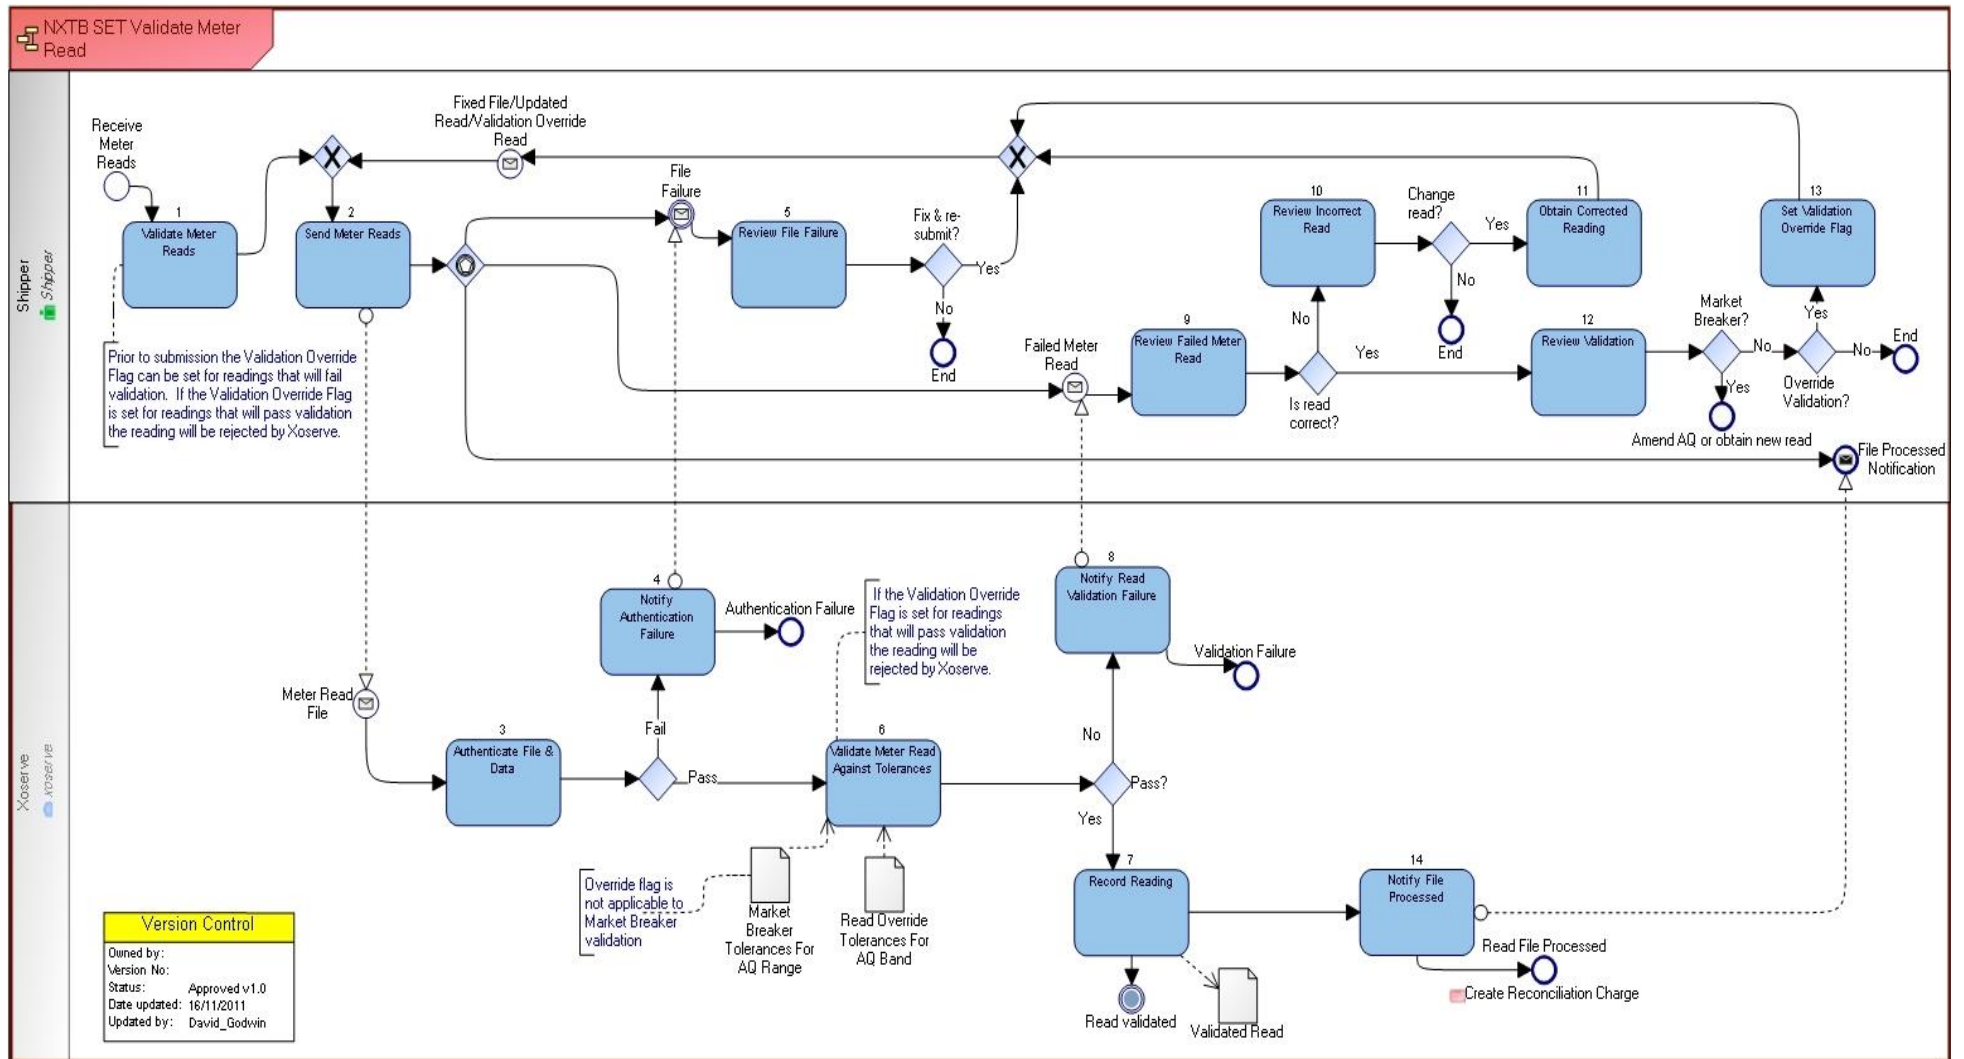 NXTB SET Validate Meter
Read
Shipper
Shipper
Receive
Meter
Reads
1
Validate Meter
Reads
Prior to submission the Validation Override
Flag can be set for readings that will fail
validation. If the Validation Override Flag
is set for readings that will pass validation
the reading will be rejected by Xoserve.
2
Send Meter Reads
Fixed File/Updated
Read/Validation Override
Read
File
Failure
5
Review File Failure
Fix & re-
submit?
Yes
No
End
Failed Meter
Read
9
Review Failed Meter
Read
Is read
correct?
No
Yes
10
Review Incorrect
Read
Change
read?
Yes
No
End
11
Obtain Corrected
Reading
12
Review Validation
Market
Breaker?
No
Yes
Amend AQ or obtain new read
Override
Validation?
Yes
No
End
13
Set Validation
Override Flag
File Processed
Notification
Xoserve
xoserve
Meter Read
File
3
Authenticate File &
Data
Fail
Pass
4
Notify
Authentication
Failure
Authentication Failure
If the Validation Override
Flag is set for readings
that will pass validation
the reading will be
rejected by Xoserve.
6
Validate Meter Read
Against Tolerances
Override flag is
not applicable to
Market Breaker
validation
Market
Breaker
Tolerances For
AQ Range
Read Override
Tolerances For
AQ Band
Pass?
No
Yes
8
Notify Read
Validation Failure
Validation Failure
7
Record Reading
Read validated
Validated Read
14
Notify File
Processed
Read File Processed
Create Reconciliation Charge
Version Control
Owned by:
Version No:
Status: Approved v1.0
Date updated: 16/11/2011
Updated by: David_Godwin